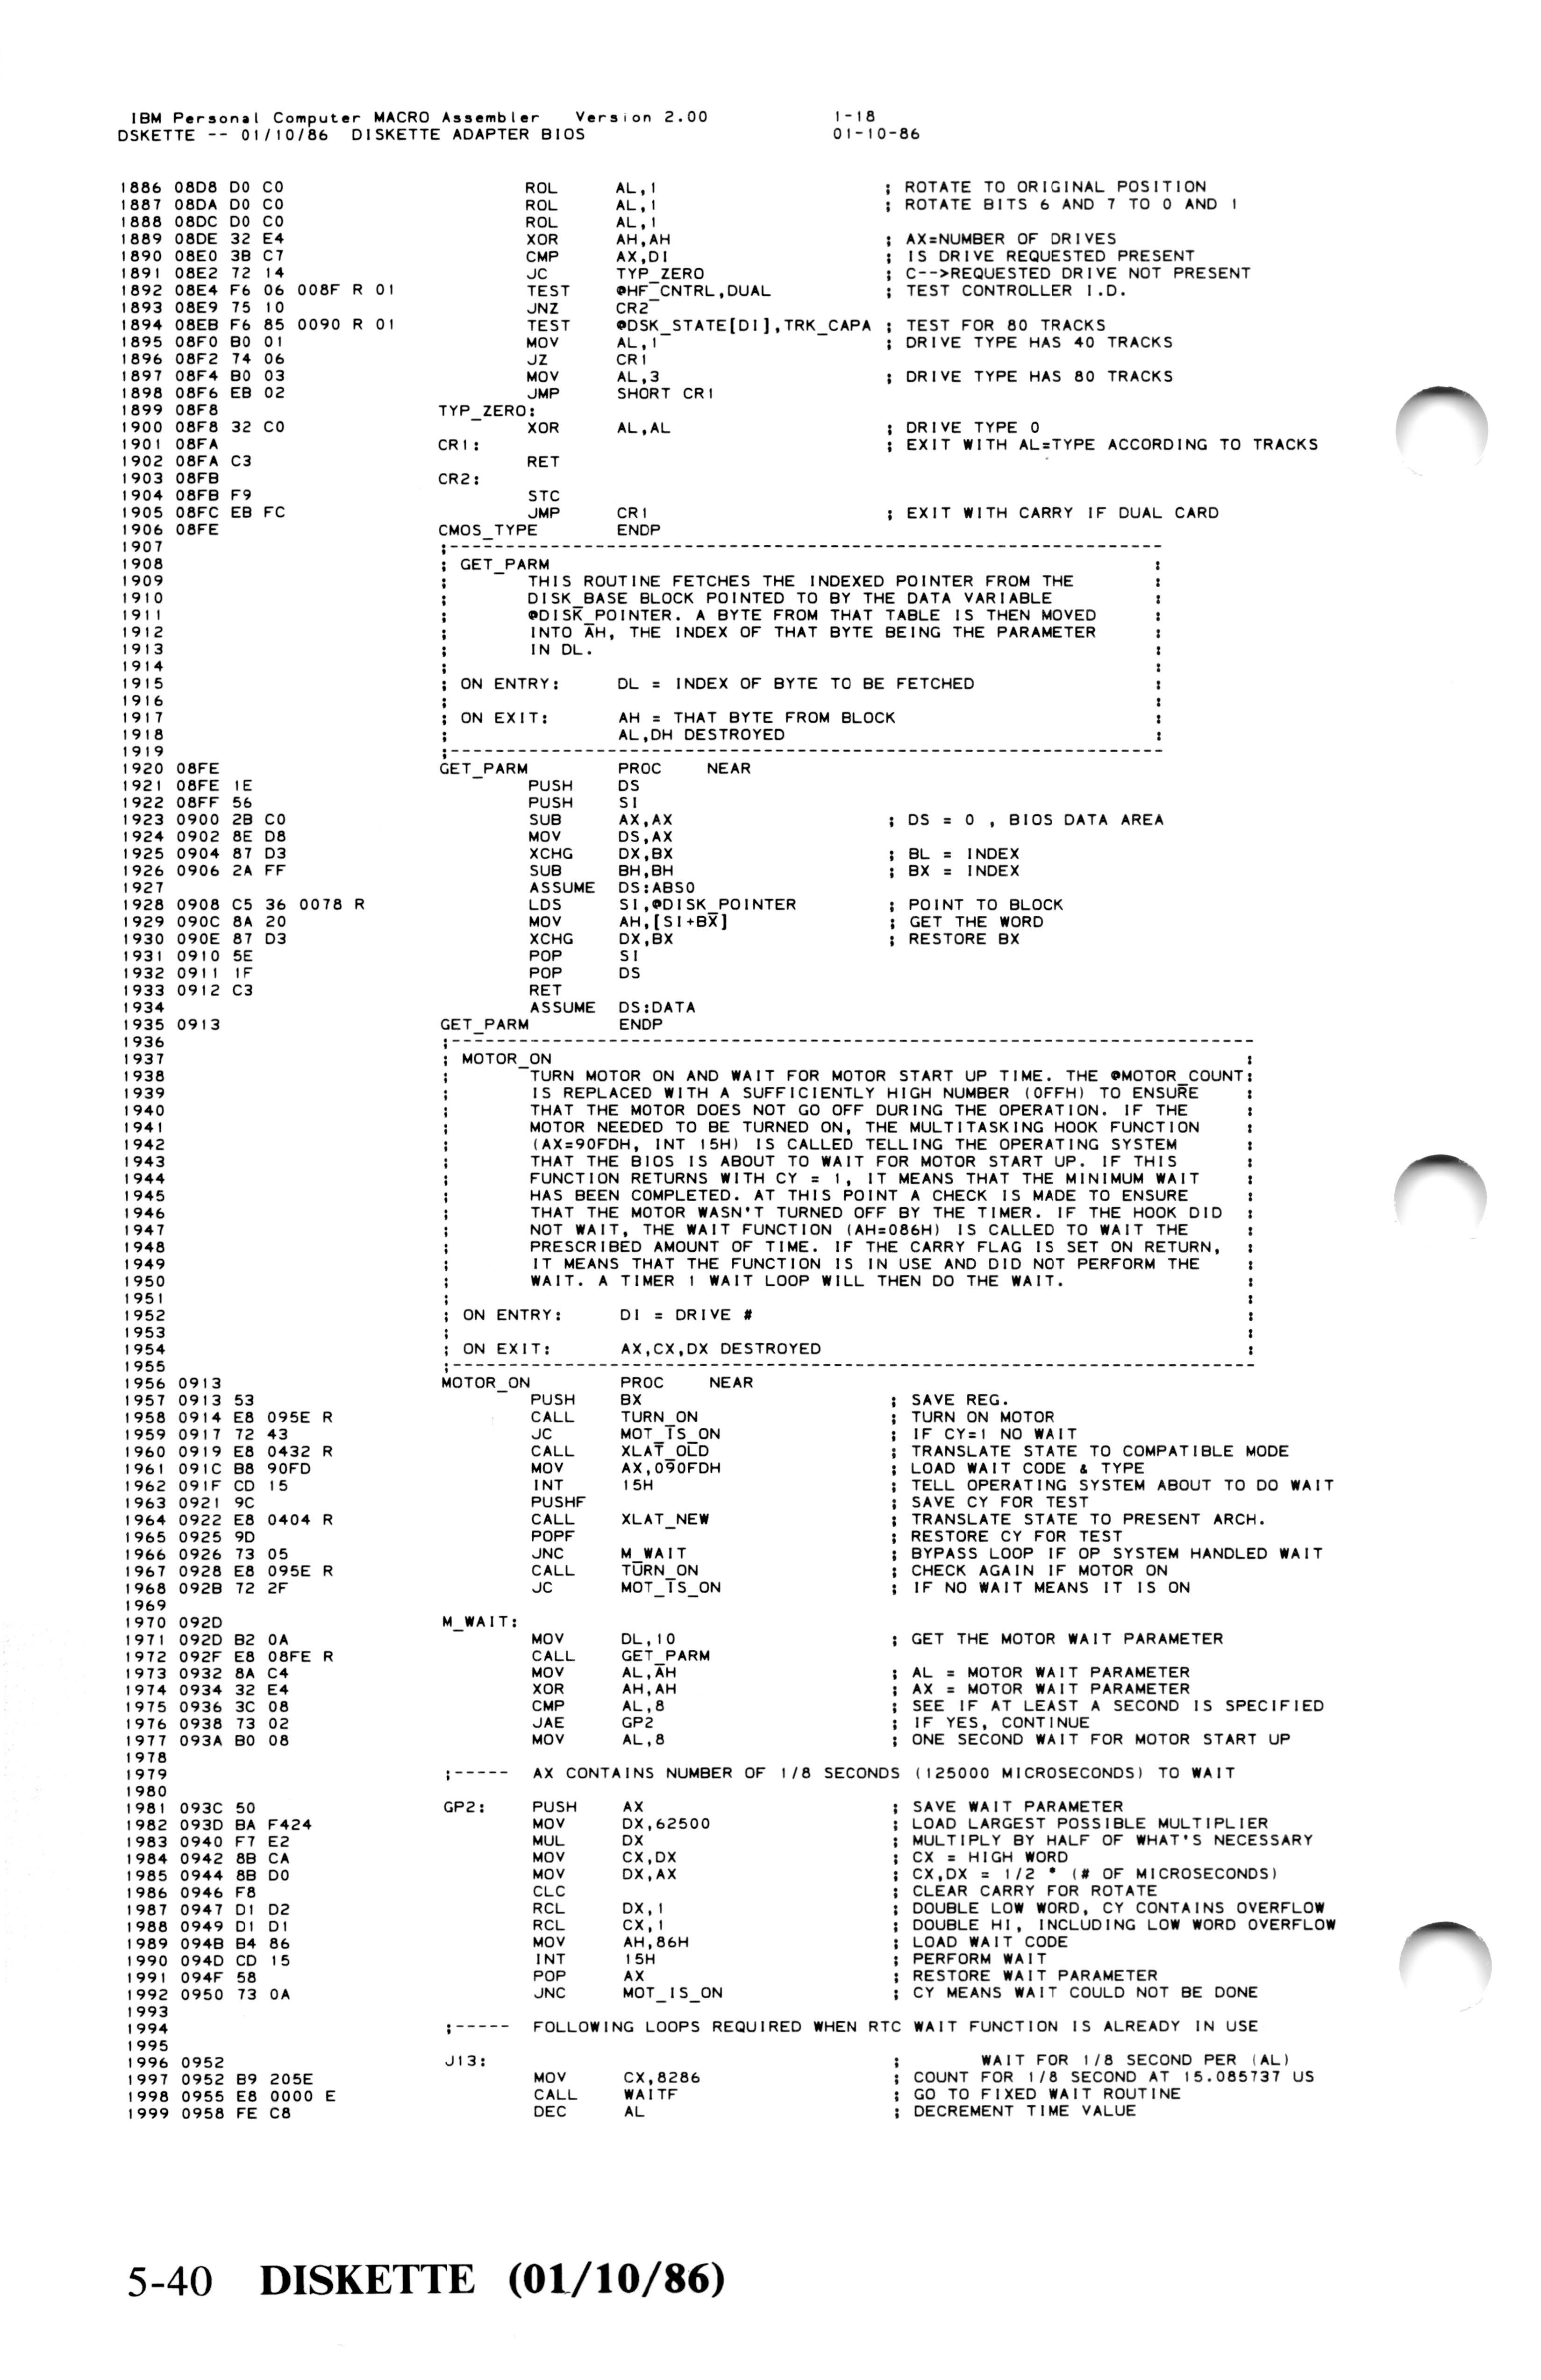 IBM Personal Computer MACRO Assembler   Version 2.00             1-18
DSKETTE -- 01/10/86  DISKETTE ADAPTER BIOS                       01-10-86
1886 08D8 D0 C0                ROL     AL,1                    ; ROTATE TO ORIGINAL POSITION
1887 08DA D0 C0                ROL     AL,1                    ; ROTATE BITS 6 AND 7 TO 0 AND 1
1888 08DC D0 C0                ROL     AL,1
1889 08DE 32 E4                XOR     AH,AH                   ; AX=NUMBER OF DRIVES
1890 08E0 3B C7                CMP     AX,DI                   ; IS DRIVE REQUESTED PRESENT
1891 08E2 72 14                JC      TYP_ZERO                ; C-->REQUESTED DRIVE NOT PRESENT
1892 08E4 F6 06 008F R 01      TEST    @HF_CNTRL,DUAL          ; TEST CONTROLLER I.D.
1893 08E9 75 10                JNZ     CR2
1894 08EB F6 85 0090 R 01      TEST    @DSK_STATE[DI],TRK_CAPA ; TEST FOR 80 TRACKS
1895 08F0 B0 01                MOV     AL,1                    ; DRIVE TYPE HAS 40 TRACKS
1896 08F2 74 06                JZ      CR1
1897 08F4 B0 03                MOV     AL,3                    ; DRIVE TYPE HAS 80 TRACKS
1898 08F6 EB 02                JMP     SHORT CR1
1899 08F8              TYP_ZERO:
1900 08F8 32 C0                XOR     AL,AL                   ; DRIVE TYPE 0
1901 08FA              CR1:                                    ; EXIT WITH AL=TYPE ACCORDING TO TRACKS
1902 08FA C3                   RET
1903 08FB              CR2:
1904 08FB F9                   STC
1905 08FC EB FC                JMP     CR1                     ; EXIT WITH CARRY IF DUAL CARD
1906 08FE              CMOS_TYPE       ENDP
1907                   ;---------------------------------------------------------------
1908                   ; GET_PARM                                                     :
1909                   ;       THIS ROUTINE FETCHES THE INDEXED POINTER FROM THE      :
1910                   ;       DISK_BASE BLOCK POINTED TO BY THE DATA VARIABLE        :
1911                   ;       @DISK_POINTER. A BYTE FROM THAT TABLE IS THEN MOVED    :
1912                   ;       INTO AH, THE INDEX OF THAT BYTE BEING THE PARAMETER    :
1913                   ;       IN DL.                                                 :
1914                   ;                                                              :
1915                   ; ON ENTRY:     DL = INDEX OF BYTE TO BE FETCHED               :
1916                   ;                                                              :
1917                   ; ON EXIT:      AH = THAT BYTE FROM BLOCK                      :
1918                   ;               AL,DH DESTROYED                                :
1919                   ;---------------------------------------------------------------
1920 08FE              GET_PARM        PROC    NEAR
1921 08FE 1E                   PUSH    DS
1922 08FF 56                   PUSH    SI
1923 0900 2B C0                SUB     AX,AX                   ; DS = 0 , BIOS DATA AREA
1924 0902 8E D8                MOV     DS,AX
1925 0904 87 D3                XCHG    DX,BX                   ; BL = INDEX
1926 0906 2A FF                SUB     BH,BH                   ; BX = INDEX
1927                           ASSUME  DS:ABS0
1928 0908 C5 36 0078 R         LDS     SI,@DISK_POINTER        ; POINT TO BLOCK
1929 090C 8A 20                MOV     AH,[SI+BX]              ; GET THE WORD
1930 090E 87 D3                XCHG    DX,BX                   ; RESTORE BX
1931 0910 5E                   POP     SI
1932 0911 1F                   POP     DS
1933 0912 C3                   RET
1934                           ASSUME  DS:DATA
1935 0913              GET_PARM        ENDP
1936                   ;-----------------------------------------------------------------------
1937                   ; MOTOR_ON                                                             :
1938                   ;       TURN MOTOR ON AND WAIT FOR MOTOR START UP TIME. THE @MOTOR_COUNT:
1939                   ;       IS REPLACED WITH A SUFFICIENTLY HIGH NUMBER (0FFH) TO ENSURE   :
1940                   ;       THAT THE MOTOR DOES NOT GO OFF DURING THE OPERATION. IF THE    :
1941                   ;       MOTOR NEEDED TO BE TURNED ON, THE MULTITASKING HOOK FUNCTION   :
1942                   ;       (AX=90FDH, INT 15H) IS CALLED TELLING THE OPERATING SYSTEM     :
1943                   ;       THAT THE BIOS IS ABOUT TO WAIT FOR MOTOR START UP. IF THIS     :
1944                   ;       FUNCTION RETURNS WITH CY = 1, IT MEANS THAT THE MINIMUM WAIT   :
1945                   ;       HAS BEEN COMPLETED. AT THIS POINT A CHECK IS MADE TO ENSURE    :
1946                   ;       THAT THE MOTOR WASN'T TURNED OFF BY THE TIMER. IF THE HOOK DID :
1947                   ;       NOT WAIT, THE WAIT FUNCTION (AH=086H) IS CALLED TO WAIT THE    :
1948                   ;       PRESCRIBED AMOUNT OF TIME. IF THE CARRY FLAG IS SET ON RETURN, :
1949                   ;       IT MEANS THAT THE FUNCTION IS IN USE AND DID NOT PERFORM THE   :
1950                   ;       WAIT. A TIMER 1 WAIT LOOP WILL THEN DO THE WAIT.               :
1951                   ;                                                                      :
1952                   ; ON ENTRY:     DI = DRIVE #                                           :
1953                   ;                                                                      :
1954                   ; ON EXIT:      AX,CX,DX DESTROYED                                     :
1955                   ;-----------------------------------------------------------------------
1956 0913              MOTOR_ON        PROC    NEAR
1957 0913 53                   PUSH    BX                      ; SAVE REG.
1958 0914 E8 095E R            CALL    TURN_ON                 ; TURN ON MOTOR
1959 0917 72 43                JC      MOT_IS_ON               ; IF CY=1 NO WAIT
1960 0919 E8 0432 R            CALL    XLAT_OLD                ; TRANSLATE STATE TO COMPATIBLE MODE
1961 091C B8 90FD              MOV     AX,090FDH               ; LOAD WAIT CODE & TYPE
1962 091F CD 15                INT     15H                     ; TELL OPERATING SYSTEM ABOUT TO DO WAIT
1963 0921 9C                   PUSHF                           ; SAVE CY FOR TEST
1964 0922 E8 0404 R            CALL    XLAT_NEW                ; TRANSLATE STATE TO PRESENT ARCH.
1965 0925 9D                   POPF                            ; RESTORE CY FOR TEST
1966 0926 73 05                JNC     M_WAIT                  ; BYPASS LOOP IF OP SYSTEM HANDLED WAIT
1967 0928 E8 095E R            CALL    TURN_ON                 ; CHECK AGAIN IF MOTOR ON
1968 092B 72 2F                JC      MOT_IS_ON               ; IF NO WAIT MEANS IT IS ON
1969
1970 092D              M_WAIT:
1971 092D B2 0A                MOV     DL,10                   ; GET THE MOTOR WAIT PARAMETER
1972 092F E8 08FE R            CALL    GET_PARM
1973 0932 8A C4                MOV     AL,AH                   ; AL = MOTOR WAIT PARAMETER
1974 0934 32 E4                XOR     AH,AH                   ; AX = MOTOR WAIT PARAMETER
1975 0936 3C 08                CMP     AL,8                    ; SEE IF AT LEAST A SECOND IS SPECIFIED
1976 0938 73 02                JAE     GP2                     ; IF YES, CONTINUE
1977 093A B0 08                MOV     AL,8                    ; ONE SECOND WAIT FOR MOTOR START UP
1978
1979                   ;-----  AX CONTAINS NUMBER OF 1/8 SECONDS (125000 MICROSECONDS) TO WAIT
1980
1981 093C 50           GP2:    PUSH    AX                      ; SAVE WAIT PARAMETER
1982 093D BA F424              MOV     DX,62500                ; LOAD LARGEST POSSIBLE MULTIPLIER
1983 0940 F7 E2                MUL     DX                      ; MULTIPLY BY HALF OF WHAT'S NECESSARY
1984 0942 8B CA                MOV     CX,DX                   ; CX = HIGH WORD
1985 0944 8B D0                MOV     DX,AX                   ; CX,DX = 1/2 * (# OF MICROSECONDS)
1986 0946 F8                   CLC                             ; CLEAR CARRY FOR ROTATE
1987 0947 D1 D2                RCL     DX,1                    ; DOUBLE LOW WORD, CY CONTAINS OVERFLOW
1988 0949 D1 D1                RCL     CX,1                    ; DOUBLE HI, INCLUDING LOW WORD OVERFLOW
1989 094B B4 86                MOV     AH,86H                  ; LOAD WAIT CODE
1990 094D CD 15                INT     15H                     ; PERFORM WAIT
1991 094F 58                   POP     AX                      ; RESTORE WAIT PARAMETER
1992 0950 73 0A                JNC     MOT_IS_ON               ; CY MEANS WAIT COULD NOT BE DONE
1993
1994                   ;-----  FOLLOWING LOOPS REQUIRED WHEN RTC WAIT FUNCTION IS ALREADY IN USE
1995
1996 0952              J13:                                    ;       WAIT FOR 1/8 SECOND PER (AL)
1997 0952 B9 205E              MOV     CX,8286                 ; COUNT FOR 1/8 SECOND AT 15.085737 US
1998 0955 E8 0000 E            CALL    WAITF                   ; GO TO FIXED WAIT ROUTINE
1999 0958 FE C8                DEC     AL                      ; DECREMENT TIME VALUE
5-40 DISKETTE (01/10/86)